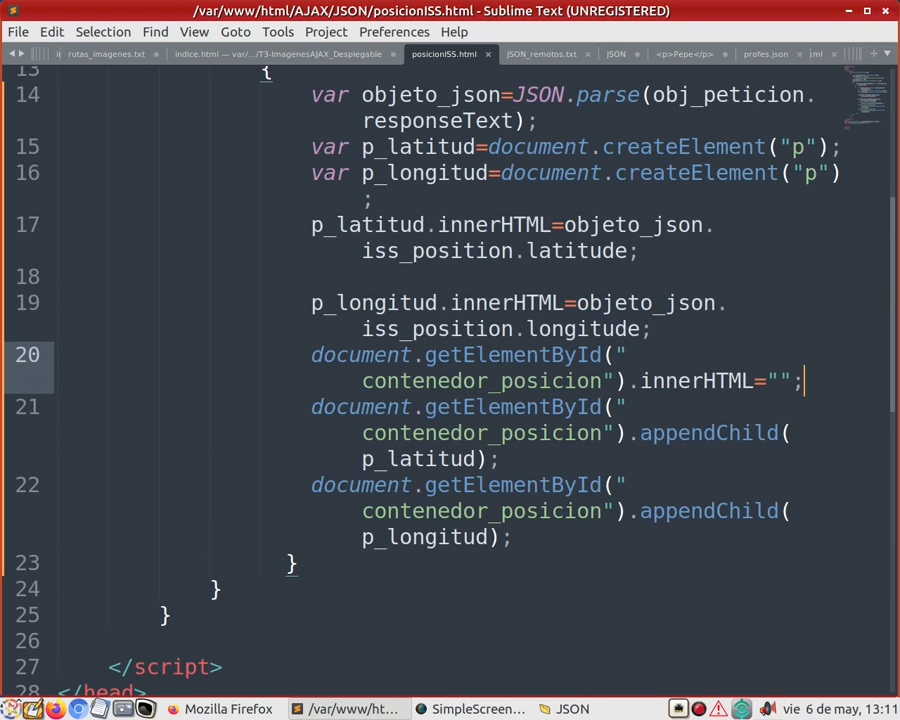 /var/www/html/AJAX/JSON/posicionISS.html - Sublime Text (UNREGISTERED)
File Edit Selection Find View Goto Tools Project Preferences Help
rutas_imagenes.txt indice.html — var/.../T3-ImagenesAJAX_Desplegable posicionISS.html JSON_remotos.txt JSON <p>Pepe</p> profes.json
13 {
14 var objeto_json=JSON.parse(obj_peticion.
responseText);
15 var p_latitud=document.createElement("p");
16 var p_longitud=document.createElement("p")
;
17 p_latitud.innerHTML=objeto_json.
iss_position.latitude;
18
19 p_longitud.innerHTML=objeto_json.
iss_position.longitude;
20 document.getElementById("
contenedor_posicion").innerHTML="";
21 document.getElementById("
contenedor_posicion").appendChild(
p_latitud);
22 document.getElementById("
contenedor_posicion").appendChild(
p_longitud);
23 }
24 }
25 }
26
27 </script>
28 </head>
Mozilla Firefox /var/www/ht... SimpleScreen... JSON vie 6 de may, 13:11